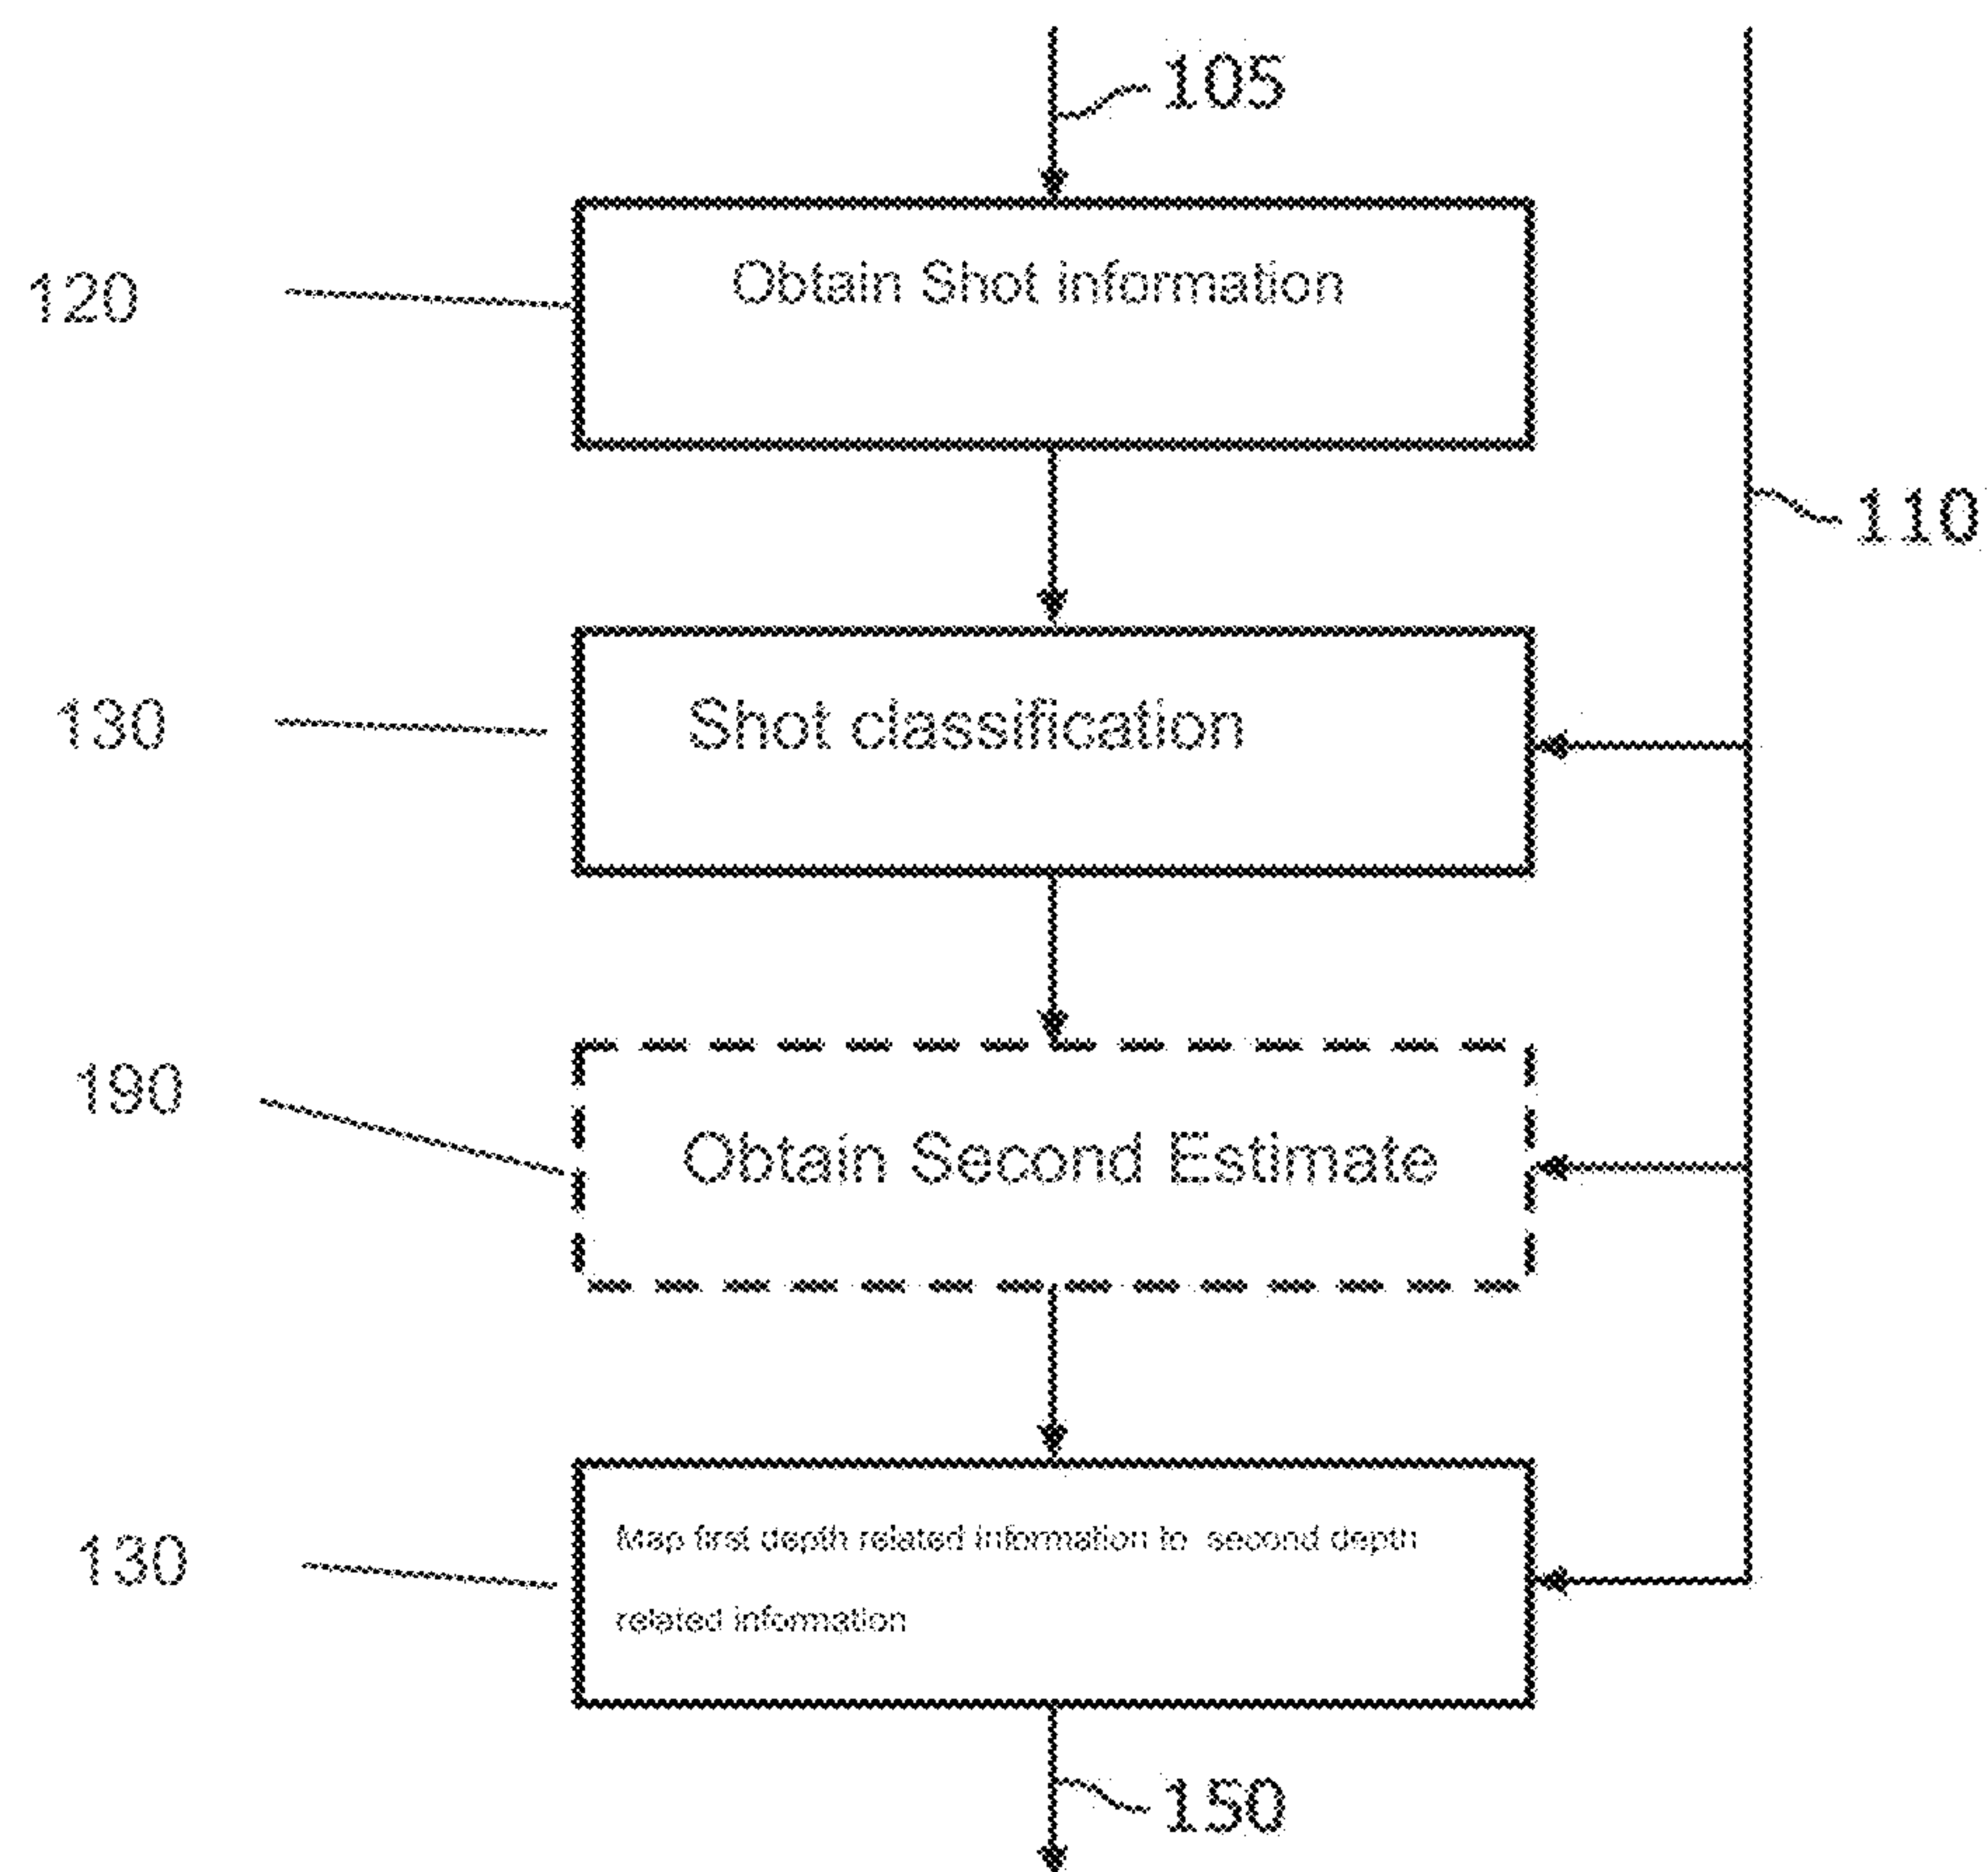 105
120
Obtain Shot information
110
130
Shot classification
190
Obtain Second Estimate
130
Map first depth related information to second depth
related information
150